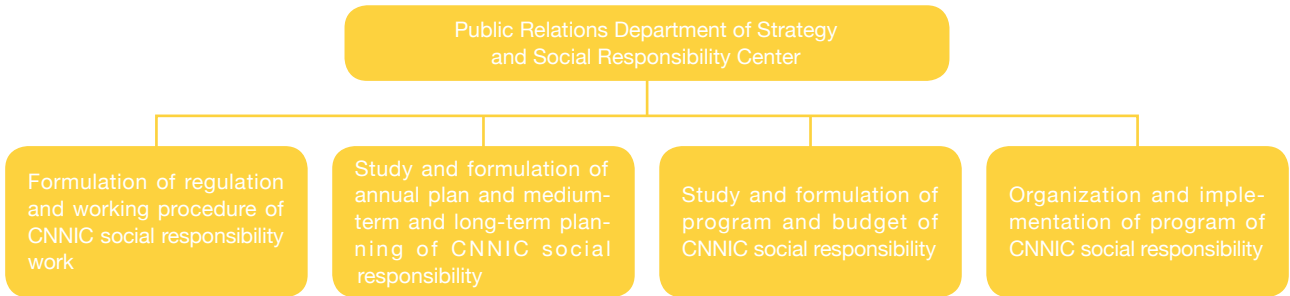 Public Relations Department of Strategy
and Social Responsibility Center
Formulation of regulation
and working procedure of
CNNIC social responsibility
work
Study and formulation of
annual plan and medium-
term and long-term plan-
ning of CNNIC social
responsibility
Study and formulation of
program and budget of
CNNIC social responsibility
Organization and imple-
mentation of program of
CNNIC social responsibility